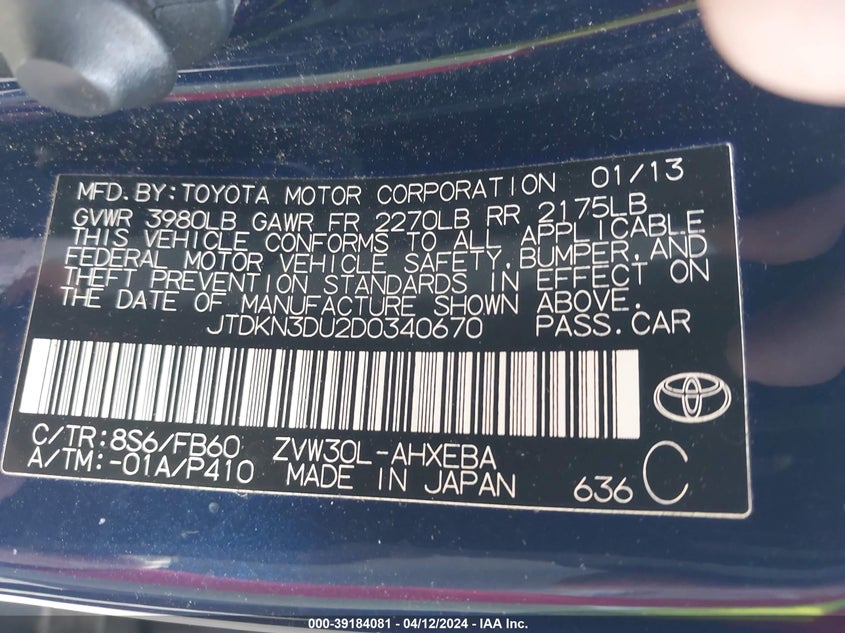 MFD.BY:TOYOTA MOTOR CORPORATION 01/13
GVWR 3980LB GAWR FR 2270LB RR 2175LB
THIS VEHICLE CONFORMS TO ALL APPLICABLE
FEDERAL MOTOR VEHICLE SAFETY,BUMPER,AND
THEFT PREVENTION STANDARDS IN EFFECT ON
THE DATE OF MANUFACTURE SHOWN ABOVE.
JTDKN3DU2D0340670 PASS.CAR
C/TR:8S6/FB60 ZVW30L-AHXEBA
A/TM:-01A/P410 MADE IN JAPAN 636 C
000-39184081 - 04/12/2024 - IAA Inc.